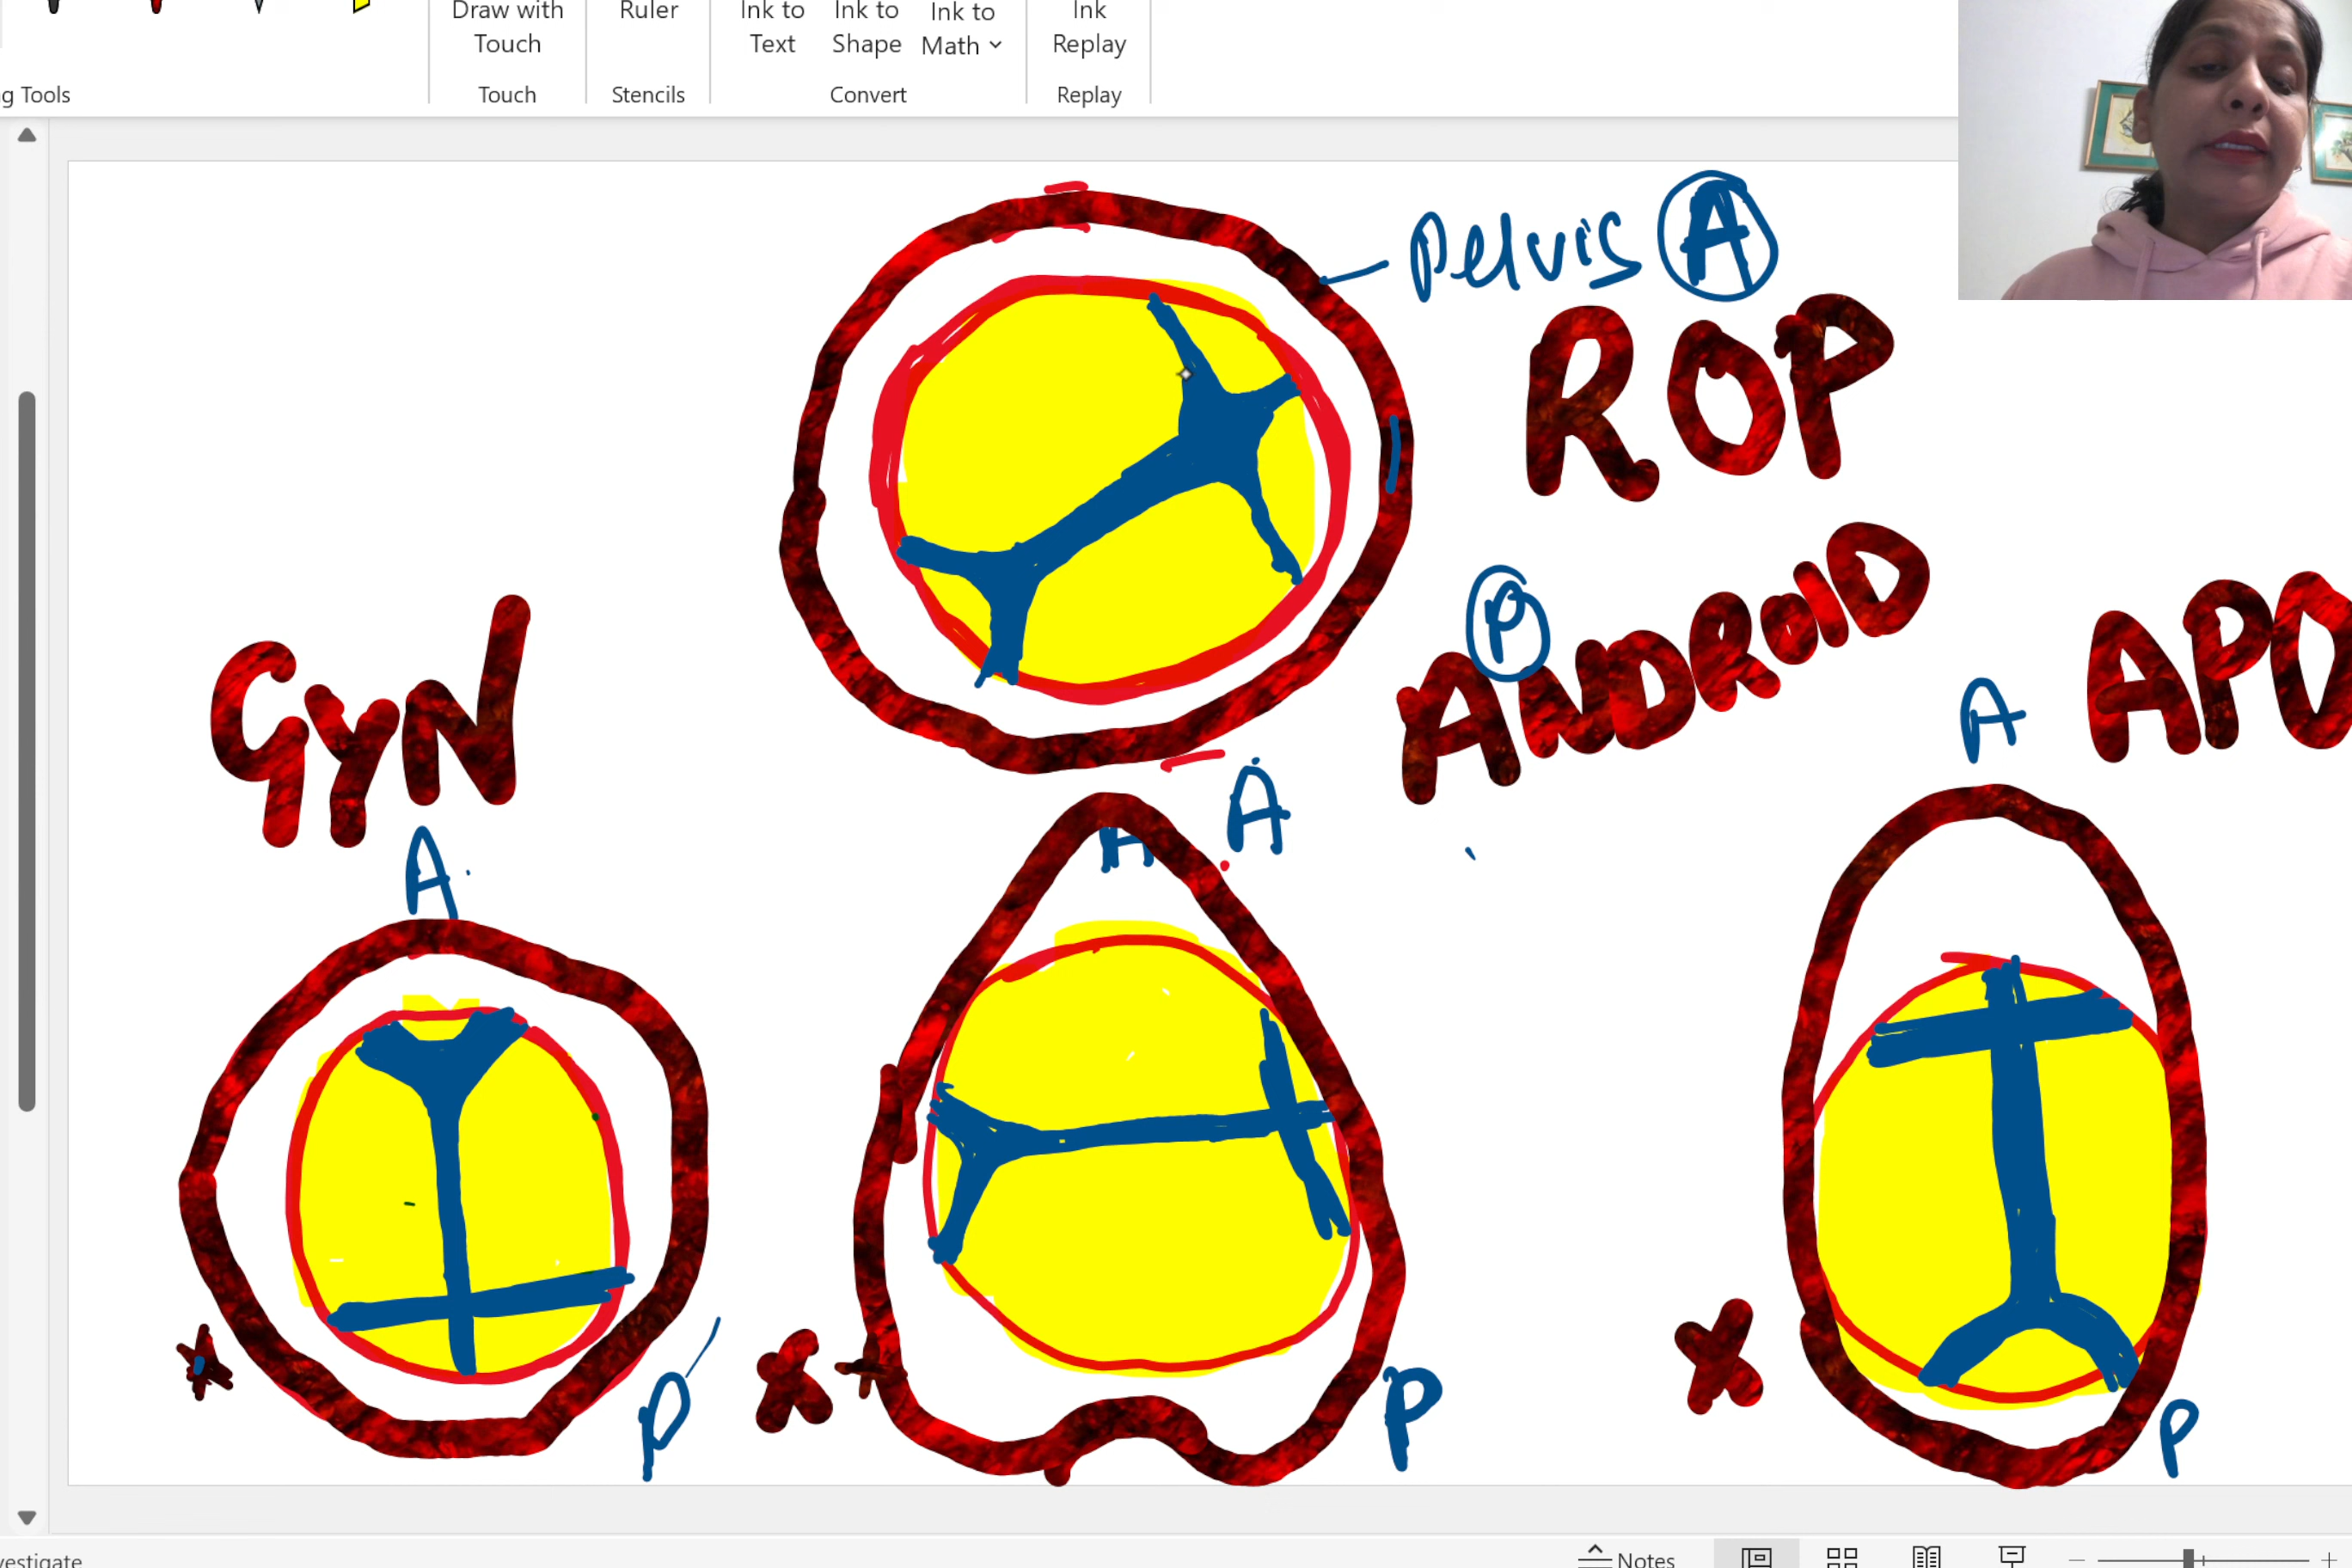 Draw with Touch
Ruler
Ink to Text
Ink to Shape
Ink to Math
Ink Replay
g Tools
Touch
Stencils
Convert
Replay
Pelvis A
ROP
P
ANDROID
GYN
A
A
A
A APO
P
P
P
vestigate
Notes